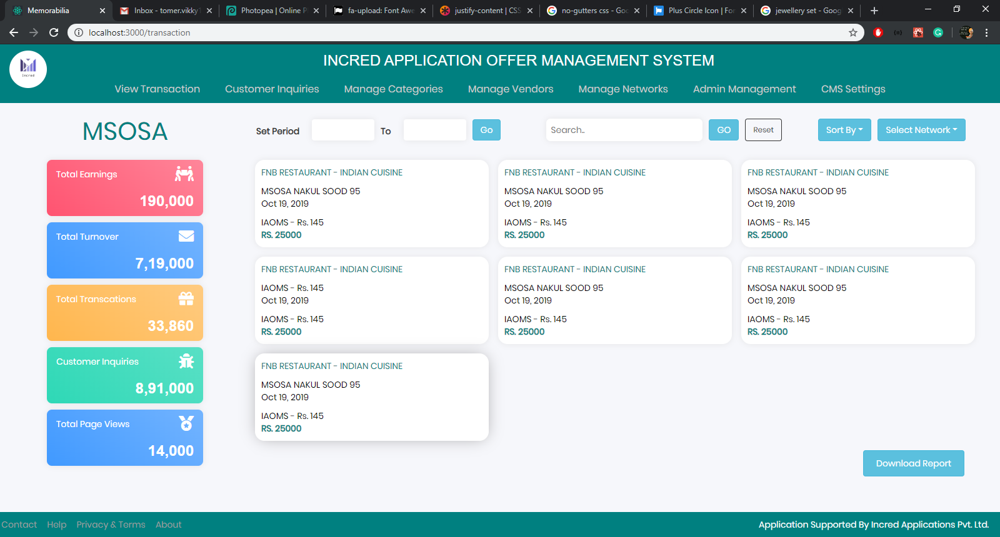 Memorabilia
Inbox - tomer.vikky1
Photopea | Online P
fa-upload: Font Awe
justify-content | CSS
no-gutters css - Goo
Plus Circle Icon | Fon
jewellery set - Goog
localhost:3000/transaction
Incred
INCRED APPLICATION OFFER MANAGEMENT SYSTEM
View Transaction Customer Inquiries Manage Categories Manage Vendors Manage Networks Admin Management CMS Settings
MSOSA
Set Period To Go Search.. GO Reset Sort By Select Network
Total Earnings
190,000
Total Turnover
7,19,000
Total Transcations
33,860
Customer Inquiries
8,91,000
Total Page Views
14,000
FNB RESTAURANT - INDIAN CUISINE
MSOSA NAKUL SOOD 95
Oct 19, 2019
IAOMS - Rs. 145
RS. 25000
FNB RESTAURANT - INDIAN CUISINE
MSOSA NAKUL SOOD 95
Oct 19, 2019
IAOMS - Rs. 145
RS. 25000
FNB RESTAURANT - INDIAN CUISINE
MSOSA NAKUL SOOD 95
Oct 19, 2019
IAOMS - Rs. 145
RS. 25000
FNB RESTAURANT - INDIAN CUISINE
IAOMS - Rs. 145
Oct 19, 2019
IAOMS - Rs. 145
RS. 25000
FNB RESTAURANT - INDIAN CUISINE
MSOSA NAKUL SOOD 95
Oct 19, 2019
IAOMS - Rs. 145
RS. 25000
FNB RESTAURANT - INDIAN CUISINE
MSOSA NAKUL SOOD 95
Oct 19, 2019
IAOMS - Rs. 145
RS. 25000
FNB RESTAURANT - INDIAN CUISINE
MSOSA NAKUL SOOD 95
Oct 19, 2019
IAOMS - Rs. 145
RS. 25000
Download Report
Contact Help Privacy & Terms About
Application Supported By Incred Applications Pvt. Ltd.